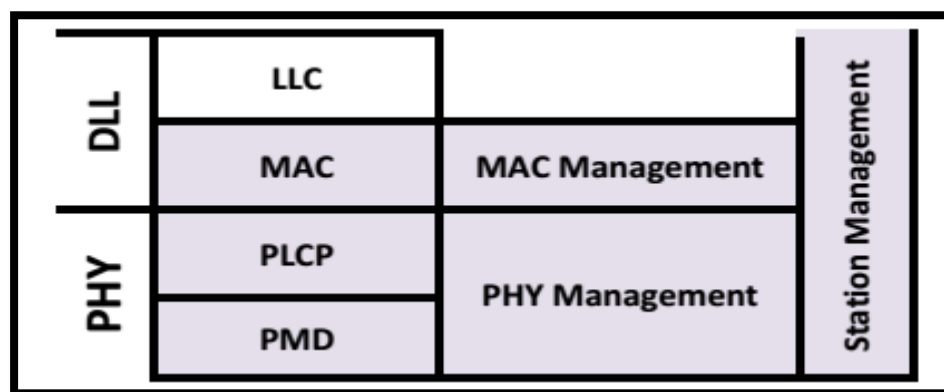 DLL
LLC
MAC
MAC Management
PHY
PLCP
PHY Management
PMD
Station Management